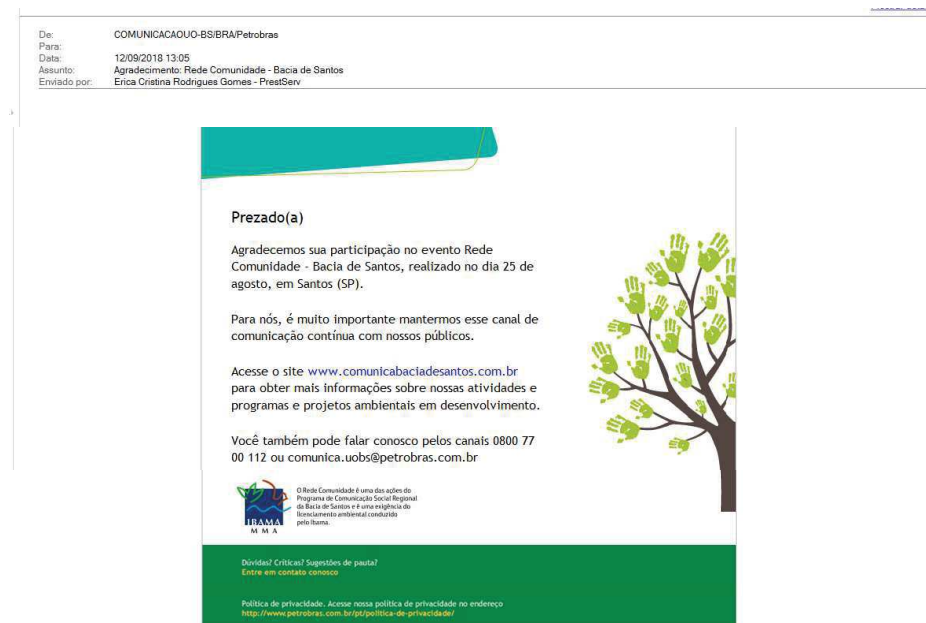 De: COMUNICACAOUO-BS/BRA/Petrobras
Para:
Data: 12/09/2018 13:05
Assunto: Agradecimento: Rede Comunidade - Bacia de Santos
Enviado por: Erica Cristina Rodrigues Gomes - PrestServ
Prezado(a)
Agradecemos sua participação no evento Rede
Comunidade - Bacia de Santos, realizado no dia 25 de
agosto, em Santos (SP).
Para nós, é muito importante mantermos esse canal de
comunicação contínua com nossos públicos.
Acesse o site www.comunicabaciadesantos.com.br
para obter mais informações sobre nossas atividades e
programas e projetos ambientais em desenvolvimento.
Você também pode falar conosco pelos canais 0800 77
00 112 ou comunica.uobs@petrobras.com.br
IBAMA
M M A
O Rede Comunidade é uma das ações do
Programa de Comunicação Social Regional
da Bacia de Santos e é uma exigência do
licenciamento ambiental conduzido
pelo Ibama.
Dúvidas? Críticas? Sugestões de pauta?
Entre em contato conosco
Política de privacidade. Acesse nossa política de privacidade no endereço
http://www.petrobras.com.br/pt/politica-de-privacidade/